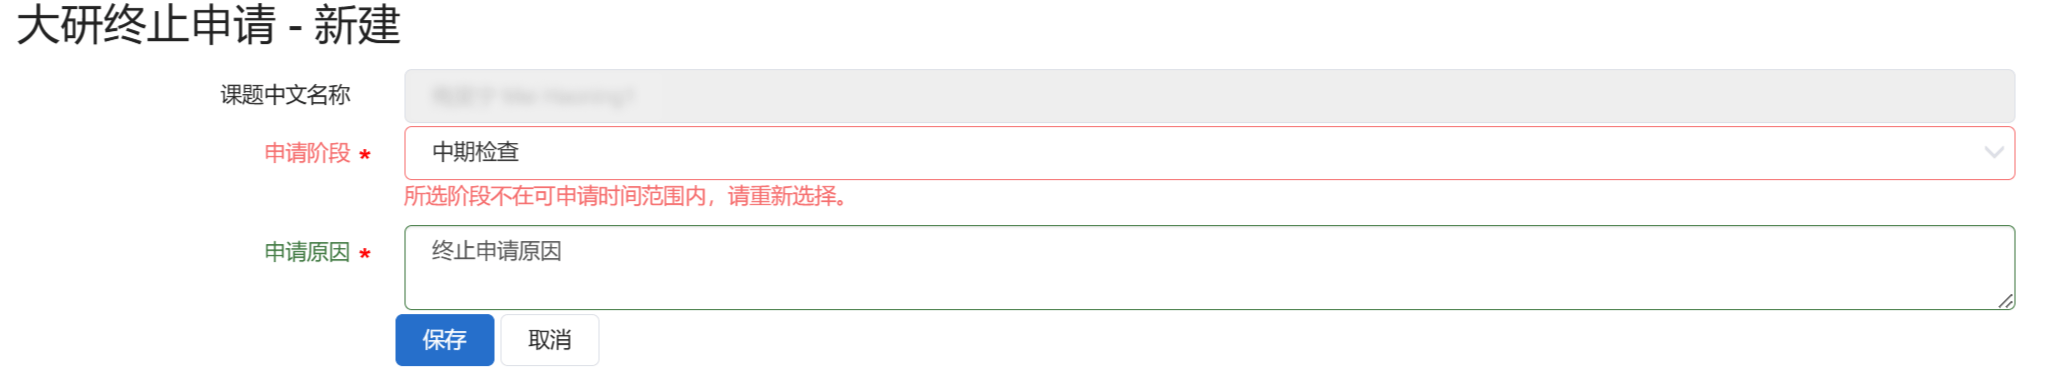 大研终止申请 - 新建
课题中文名称
申请阶段 *
中期检查
所选阶段不在可申请时间范围内，请重新选择。
申请原因 *
终止申请原因
保存 取消